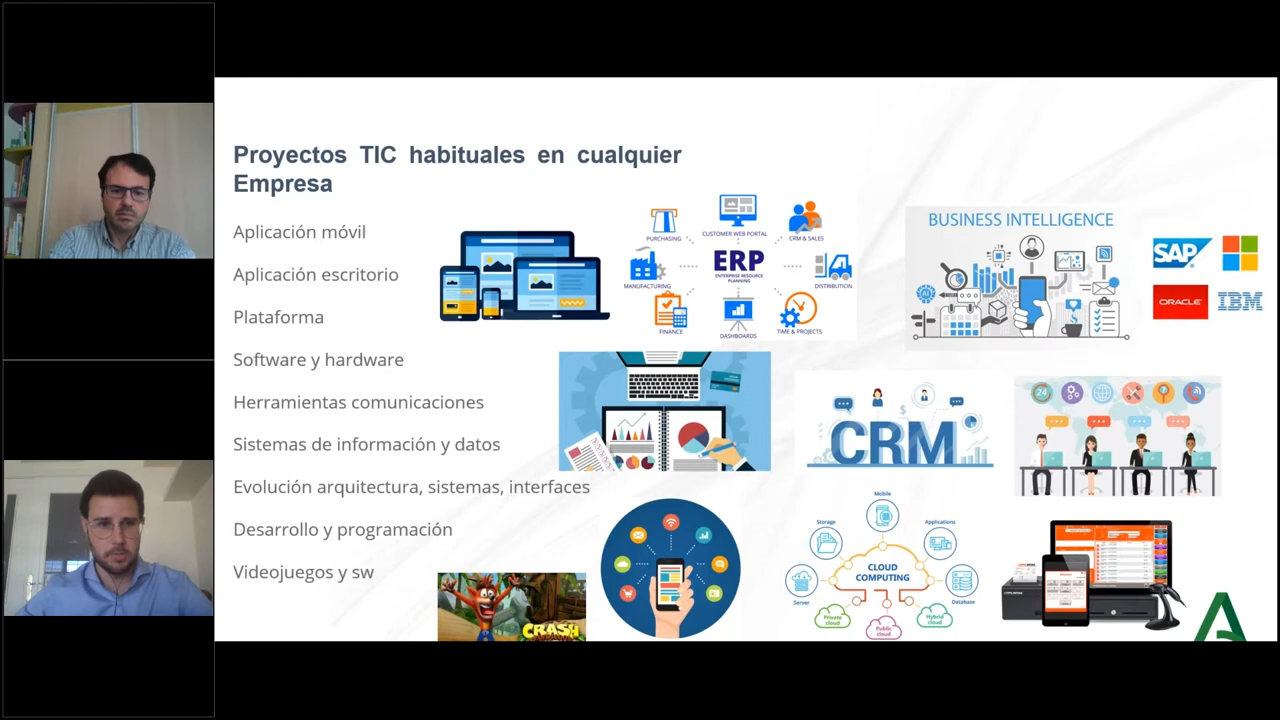 Proyectos TIC habituales en cualquier
Empresa
Aplicación móvil
Aplicación escritorio
Plataforma
Software y hardware
Herramientas comunicaciones
Sistemas de información y datos
Evolución arquitectura, sistemas, interfaces
Desarrollo y programación
Videojuegos y sw
PURCHASING
CUSTOMER WEB PORTAL
CRM & SALES
ERP
ENTERPRISE RESOURCE
PLANNING
MANUFACTURING
DISTRIBUTION
FINANCE
DASHBOARDS
TIME & PROJECTS
BUSINESS INTELLIGENCE
SAP
ORACLE
IBM
CRM
24
Mobile
Storage
Applications
CLOUD
COMPUTING
Server
Database
Private
cloud
Public
cloud
Hybrid
cloud
CRASH